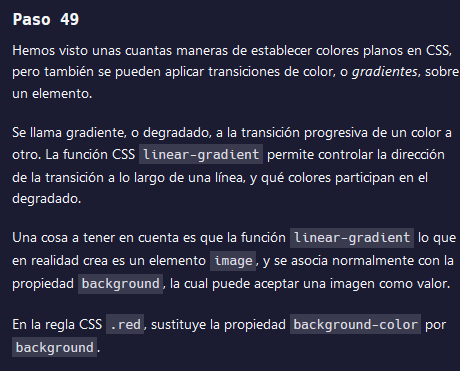 Paso 49
Hemos visto unas cuantas maneras de establecer colores planos en CSS,
pero también se pueden aplicar transiciones de color, o gradientes, sobre
un elemento.
Se llama gradiente, o degradado, a la transición progresiva de un color a
otro. La función CSS linear-gradient permite controlar la dirección
de la transición a lo largo de una línea, y qué colores participan en el
degradado.
Una cosa a tener en cuenta es que la función linear-gradient lo que
en realidad crea es un elemento image, y se asocia normalmente con la
propiedad background, la cual puede aceptar una imagen como valor.
En la regla CSS .red, sustituye la propiedad background-color por
background.